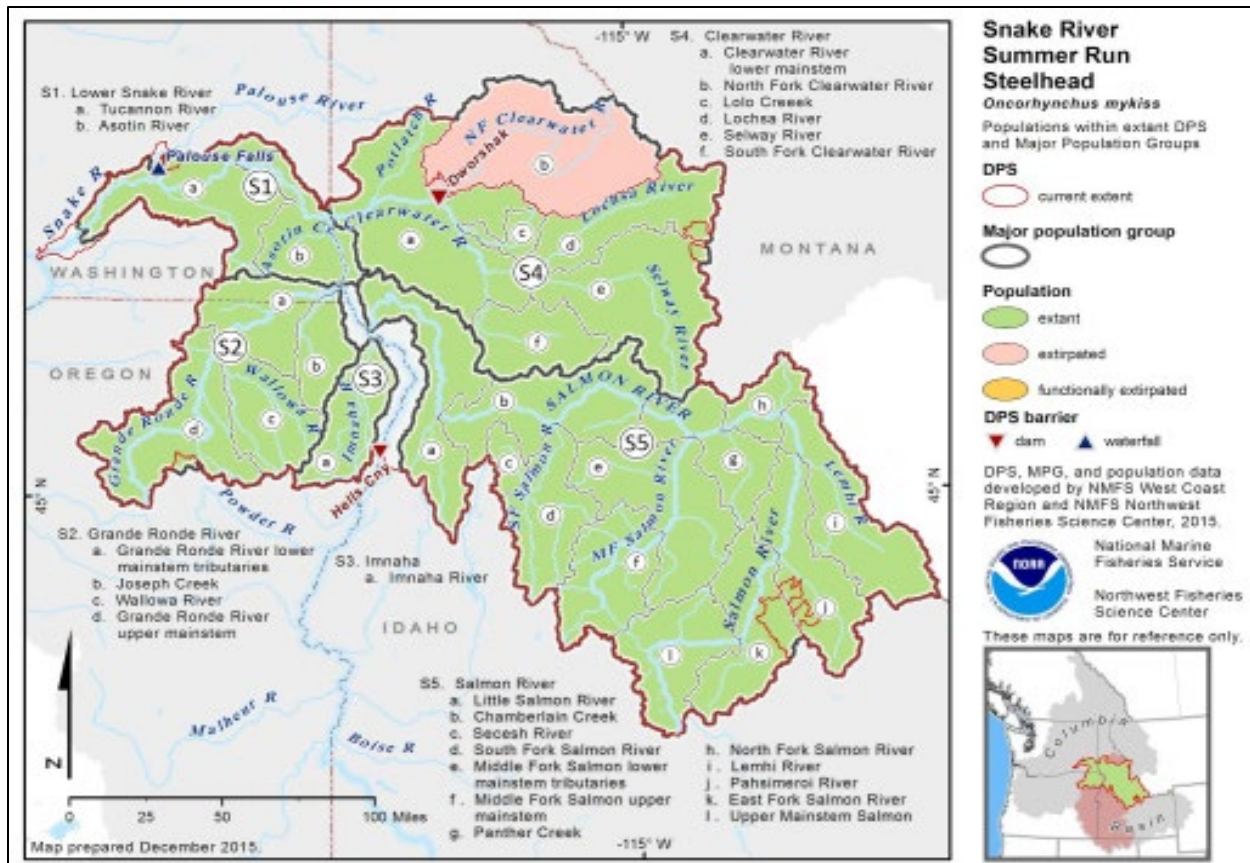 -115° W
S1. Lower Snake River
a. Tucannon River
b. Asotin River
S4. Clearwater River
a. Clearwater River
lower mainstem
b. North Fork Clearwater River
c. Lolo Creeek
d. Lochsa River
e. Selway River
f. South Fork Clearwater River
Palouse River
Palouse Falls
Snake R
Potlatch R
NF Clearwater R
Dworshak
Lochsa River
Asotin Cr
Clearwater R
Selway River
a
S1
b
a
b
c
d
S4
e
f
WASHINGTON
MONTANA
OREGON
a
S2
b
c
d
Wallowa R
Grande Ronde R
S3
a
Imnaha R
Hells Cny
Powder R
SALMON RIVER
SF Salmon R
MF Salmon River
Salmon River
Lemhi R
a
b
c
d
e
f
S5
g
h
i
j
k
l
45° N
45° N
S2. Grande Ronde River
a. Grande Ronde River lower
mainstem tributaries
b. Joseph Creek
c. Wallowa River
d. Grande Ronde River
upper mainstem
S3. Imnaha
a. Imnaha River
IDAHO
S5. Salmon River
a. Little Salmon River
b. Chamberlain Creek
c. Secesh River
d. South Fork Salmon River
e. Middle Fork Salmon lower
mainstem tributaries
f. Middle Fork Salmon upper
mainstem
g. Panther Creek
h. North Fork Salmon River
i. Lemhi River
j. Pahsimeroi River
k. East Fork Salmon River
l. Upper Mainstem Salmon
Malheur R
Boise R
N
0 25 50 100 Miles
-115° W
Map prepared December 2015.
Snake River
Summer Run
Steelhead
Oncorhynchus mykiss
Populations within extant DPS
and Major Population Groups
DPS
current extent
Major population group
Population
extant
extirpated
functionally extirpated
DPS barrier
dam waterfall
DPS, MPG, and population data
developed by NMFS West Coast
Region and NMFS Northwest
Fisheries Science Center, 2015.
NOAA
National Marine
Fisheries Service
Northwest Fisheries
Science Center
These maps are for reference only.
Columbia
Basin